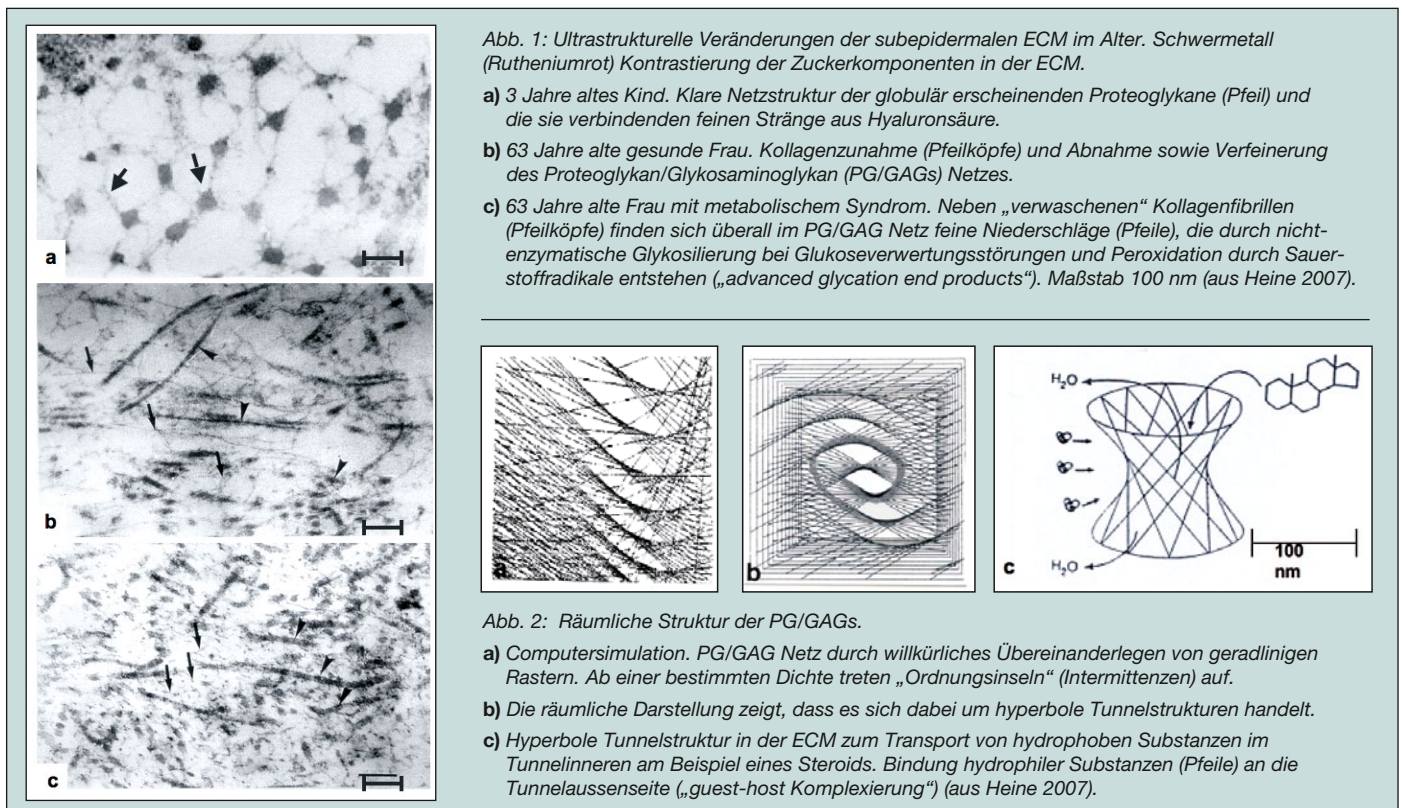 a
b
c
Abb. 1: Ultrastrukturelle Veränderungen der subepidermalen ECM im Alter. Schwermetall
(Rutheniumrot) Kontrastierung der Zuckerkomponenten in der ECM.
a) 3 Jahre altes Kind. Klare Netzstruktur der globulär erscheinenden Proteoglykane (Pfeil) und
die sie verbindenden feinen Stränge aus Hyaluronsäure.
b) 63 Jahre alte gesunde Frau. Kollagenzunahme (Pfeilköpfe) und Abnahme sowie Verfeinerung
des Proteoglykan/Glykosaminoglykan (PG/GAGs) Netzes.
c) 63 Jahre alte Frau mit metabolischem Syndrom. Neben „verwaschenen“ Kollagenfibrillen
(Pfeilköpfe) finden sich überall im PG/GAG Netz feine Niederschläge (Pfeile), die durch nicht-
enzymatische Glykosilierung bei Glukoseverwertungsstörungen und Peroxidation durch Sauer-
stoffradikale entstehen („advanced glycation end products“). Maßstab 100 nm (aus Heine 2007).
a
b
H₂O
H₂O
c
100
nm
Abb. 2: Räumliche Struktur der PG/GAGs.
a) Computersimulation. PG/GAG Netz durch willkürliches Übereinanderlegen von geradlinigen
Rastern. Ab einer bestimmten Dichte treten „Ordnungsinseln“ (Intermittenzen) auf.
b) Die räumliche Darstellung zeigt, dass es sich dabei um hyperbole Tunnelstrukturen handelt.
c) Hyperbole Tunnelstruktur in der ECM zum Transport von hydrophoben Substanzen im
Tunnelinneren am Beispiel eines Steroids. Bindung hydrophiler Substanzen (Pfeile) an die
Tunnelaussenseite („guest-host Komplexierung“) (aus Heine 2007).